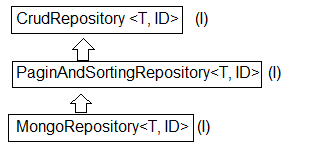 CrudRepository <T, ID> (I)
PaginAndSortingRepository<T, ID> (I)
MongoRepository<T, ID> (I)